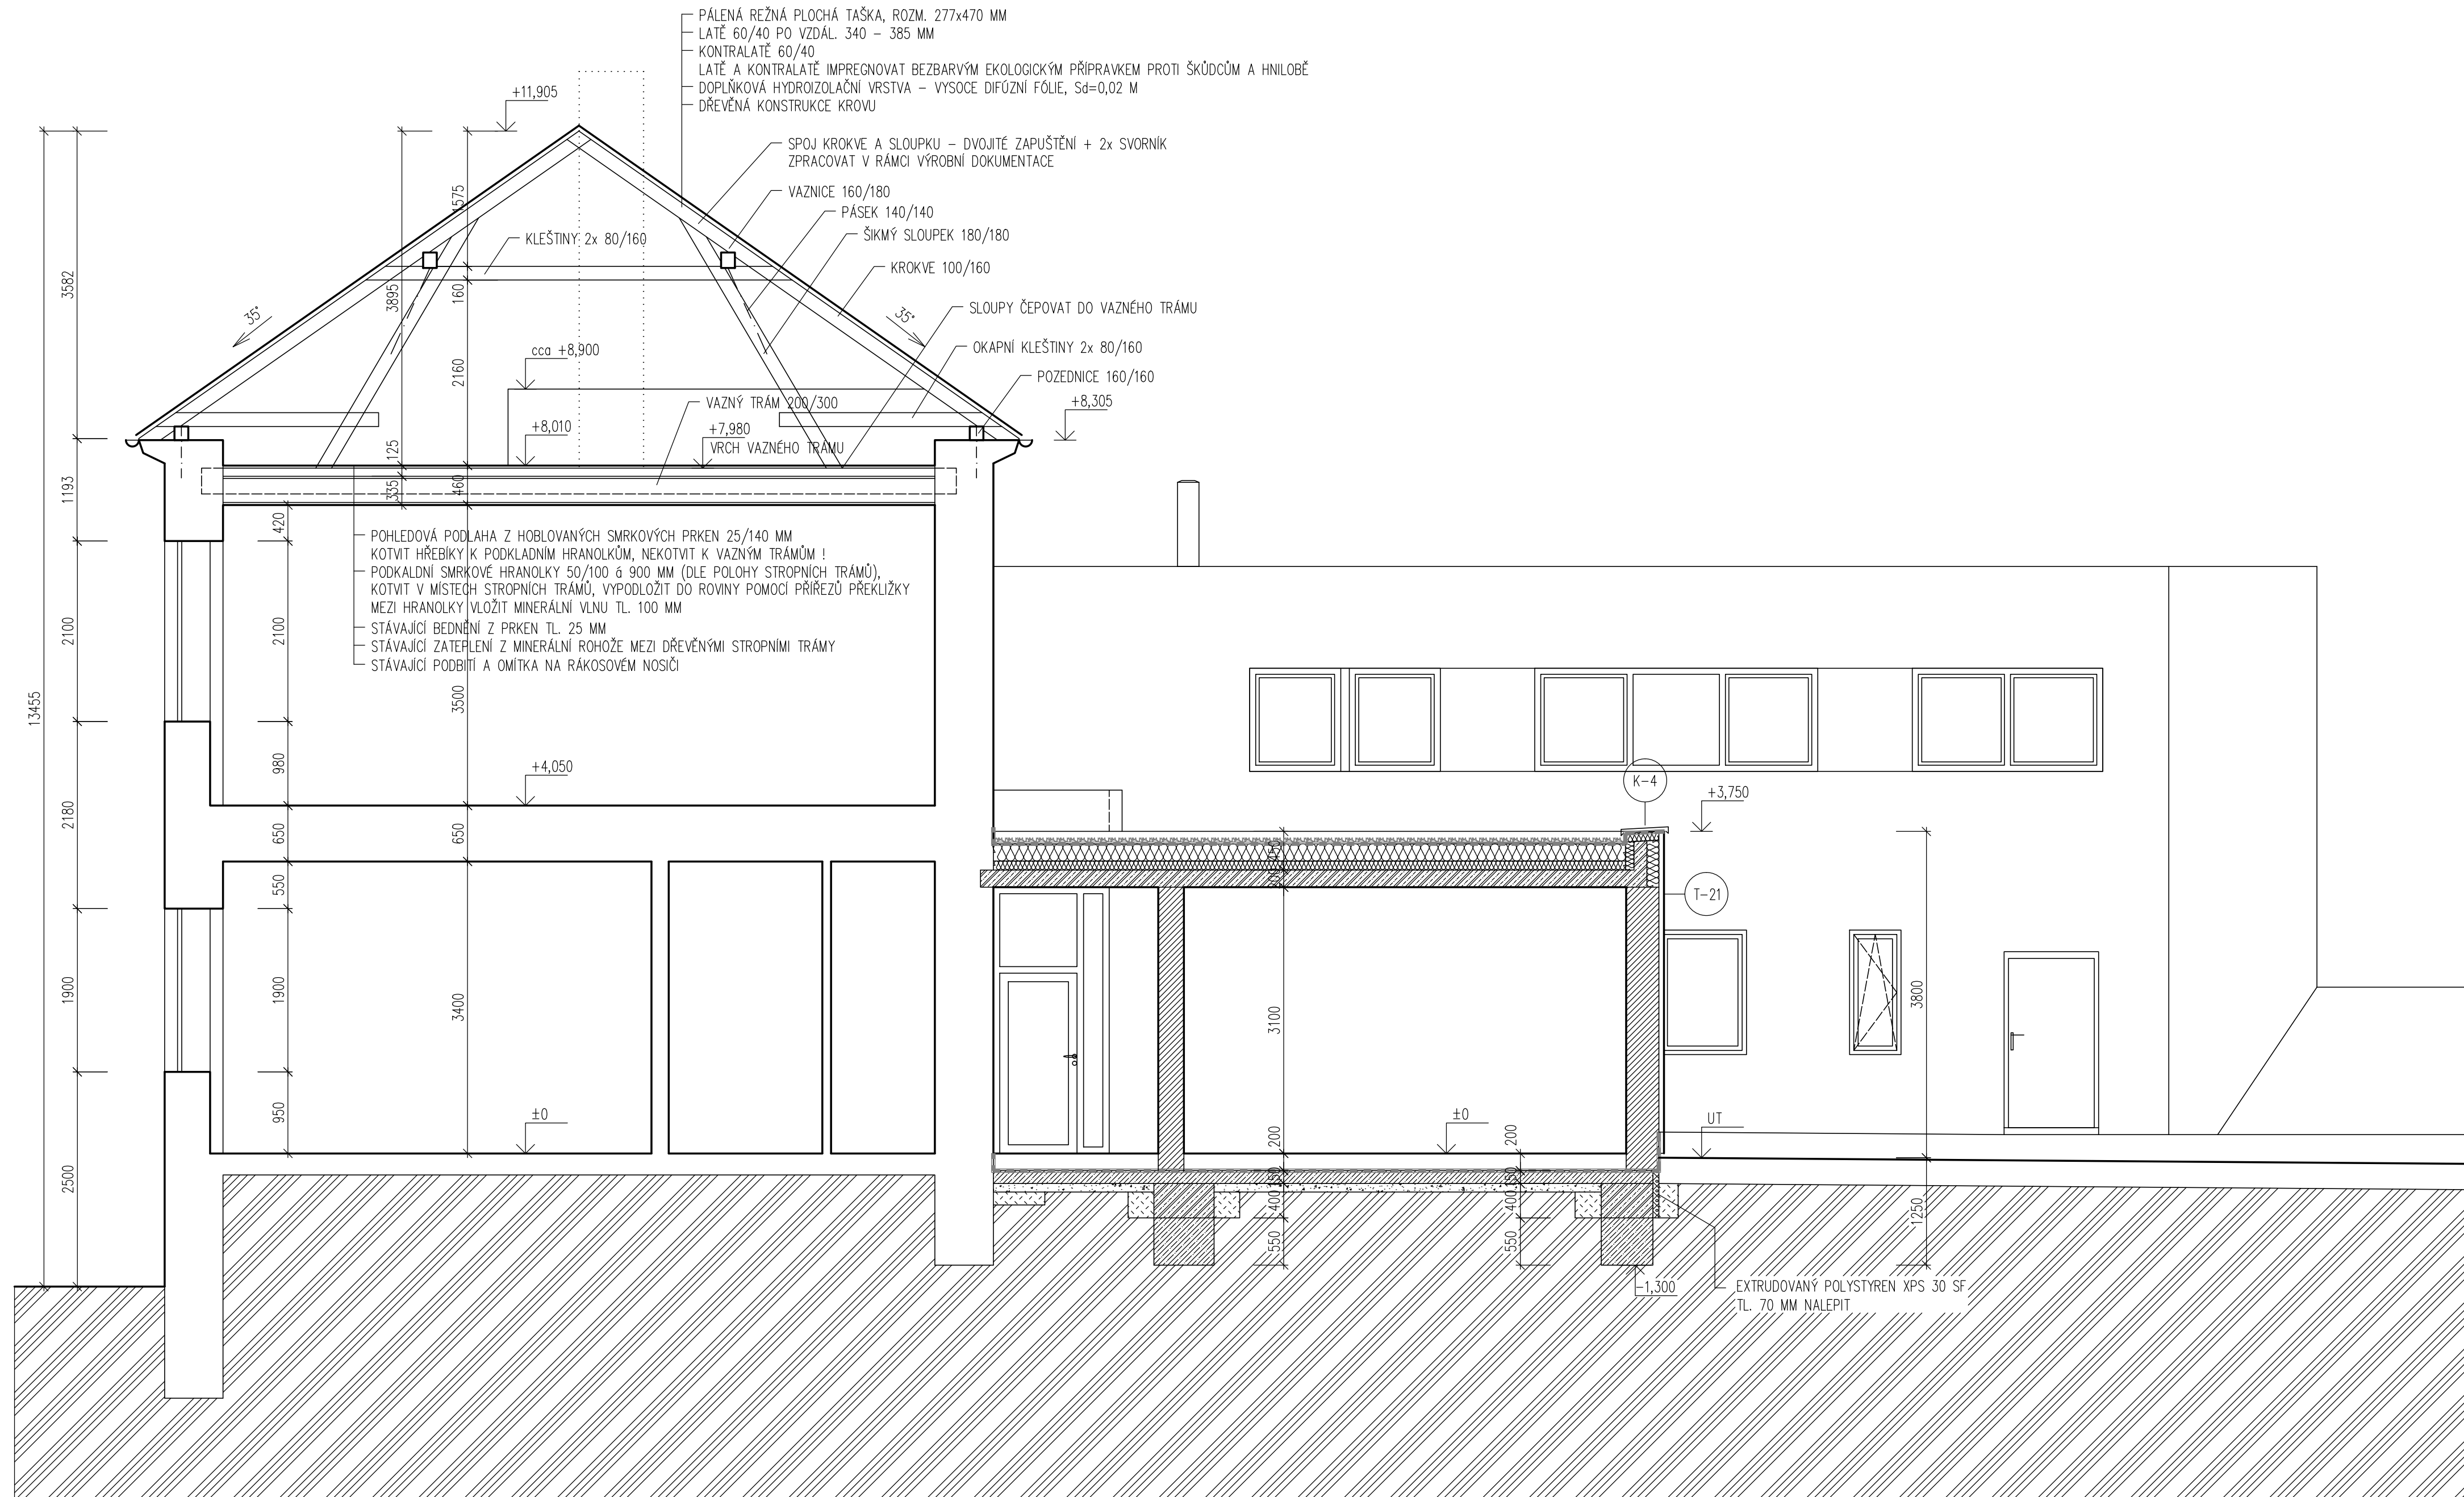 PÁLENÁ REŽNÁ PLOCHÁ TAŠKA, ROZM. 277x470 MM
LATĚ 60/40 PO VZDÁL. 340 – 385 MM
KONTRALATĚ 60/40
LATĚ A KONTRALATĚ IMPREGNOVAT BEZBARVÝM EKOLOGICKÝM PŘÍPRAVKEM PROTI ŠKŮDCŮM A HNILOBĚ
DOPLŇKOVÁ HYDROIZOLAČNÍ VRSTVA – VYSOCE DIFÚZNÍ FÓLIE, Sd=0,02 M
DŘEVĚNÁ KONSTRUKCE KROVU
+11,905
SPOJ KROKVE A SLOUPKU – DVOJITÉ ZAPUŠTĚNÍ + 2x SVORNÍK
ZPRACOVAT V RÁMCI VÝROBNÍ DOKUMENTACE
VAZNICE 160/180
PÁSEK 140/140
ŠIKMÝ SLOUPEK 180/180
KLEŠTINY 2x 80/160
KROKVE 100/160
SLOUPY ČEPOVAT DO VAZNÉHO TRÁMU
OKAPNÍ KLEŠTINY 2x 80/160
POZEDNICE 160/160
35°
35°
cca +8,900
VAZNÝ TRÁM 200/300
+8,305
+8,010
+7,980
VRCH VAZNÉHO TRÁMU
POHLEDOVÁ PODLAHA Z HOBLOVANÝCH SMRKOVÝCH PRKEN 25/140 MM
KOTVIT HŘEBÍKY K PODKLADNÍM HRANOLKŮM, NEKOTVIT K VAZNÝM TRÁMŮM !
PODKALDNÍ SMRKOVÉ HRANOLKY 50/100 á 900 MM (DLE POLOHY STROPNÍCH TRÁMŮ),
KOTVIT V MÍSTECH STROPNÍCH TRÁMŮ, VYPODLOŽIT DO ROVINY POMOCÍ PŘÍŘEZŮ PŘEKLIŽKY
MEZI HRANOLKY VLOŽIT MINERÁLNÍ VLNU TL. 100 MM
STÁVAJÍCÍ BEDNĚNÍ Z PRKEN TL. 25 MM
STÁVAJÍCÍ ZATEPLENÍ Z MINERÁLNÍ ROHOŽE MEZI DŘEVĚNÝMI STROPNÍMI TRÁMY
STÁVAJÍCÍ PODBITÍ A OMÍTKA NA RÁKOSOVÉM NOSIČI
13455
3582
1193
2100
2180
1900
2500
420
2100
980
650
550
1900
950
3895
125
335
1575
160
2160
460
3500
650
3400
+4,050
±0
K-4
+3,750
T-21
450
200
3100
200
150
400
550
±0
200
150
400
550
UT
3800
1250
-1,300
EXTRUDOVANÝ POLYSTYREN XPS 30 SF
TL. 70 MM NALEPIT